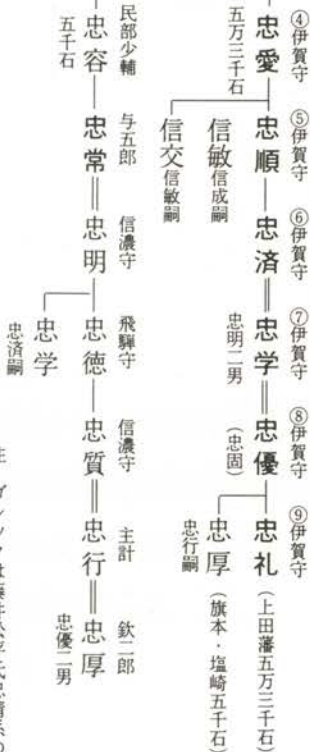 ④伊賀守 忠愛 五万三千石
⑤伊賀守 忠順
信敏 信成嗣
信交 信敏嗣
⑥伊賀守 忠済
⑦伊賀守 忠学 忠明二男
⑧伊賀守 忠優 (忠固)
⑨伊賀守 忠礼 (上田藩五万三千石)
忠厚 (旗本・塩崎五千石)
忠行嗣
民部少輔 忠容 五千石
与五郎 忠常
信濃守 忠明
飛騨守 忠徳
忠学
忠済嗣
信濃守 忠質
主計 忠行
欽二郎 忠厚 忠優二男